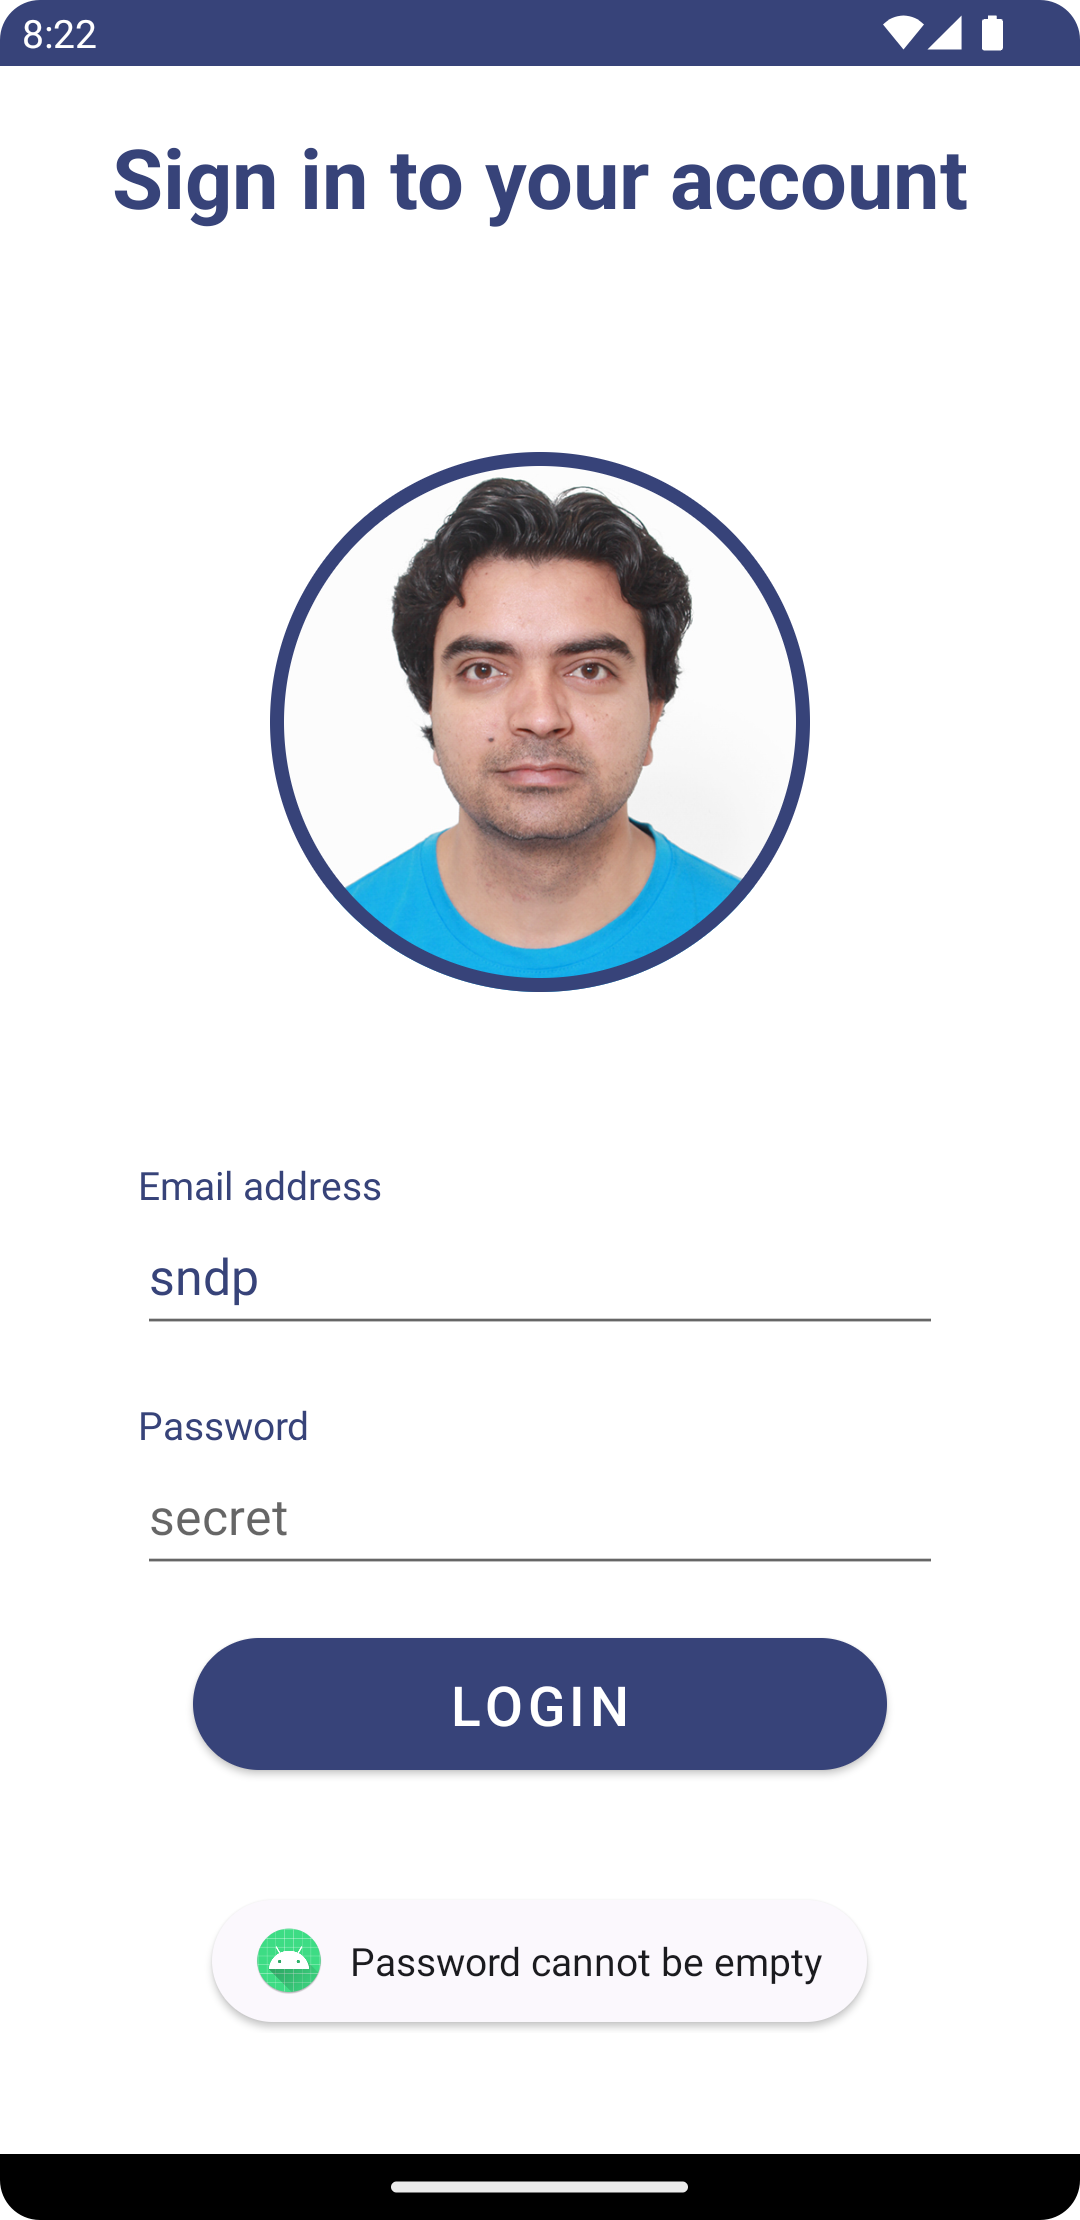 8:22
Sign in to your account
Email address
sndp
Password
secret
LOGIN
Password cannot be empty